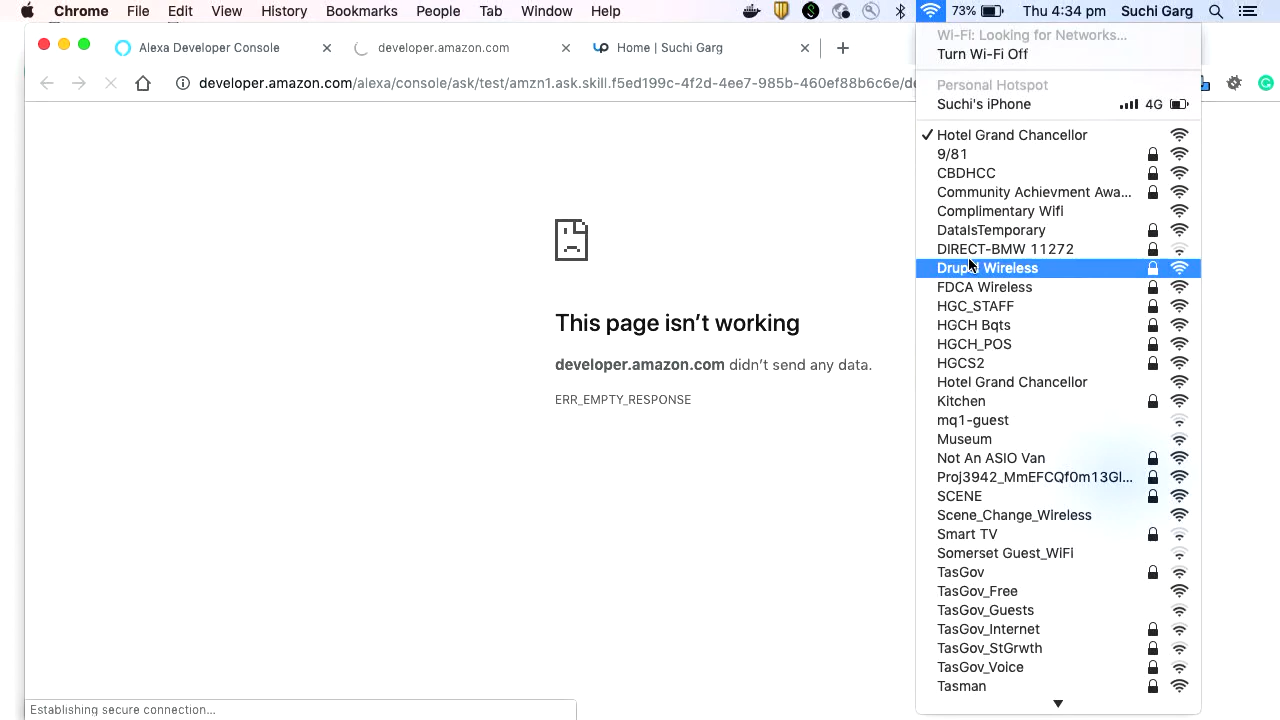 Chrome File Edit View History Bookmarks People Tab Window Help 73% Thu 4:34 pm Suchi Garg
Alexa Developer Console
developer.amazon.com
Home | Suchi Garg
developer.amazon.com/alexa/console/ask/test/amzn1.ask.skill.f5ed199c-4f2d-4ee7-985b-460ef88b6c6e/de
This page isn’t working
developer.amazon.com didn’t send any data.
ERR_EMPTY_RESPONSE
Establishing secure connection...
Wi-Fi: Looking for Networks...
Turn Wi-Fi Off
Personal Hotspot
Suchi's iPhone 4G
Hotel Grand Chancellor
9/81
CBDHCC
Community Achievment Awa...
Complimentary Wifi
DataIsTemporary
DIRECT-BMW 11272
Wireless
FDCA Wireless
HGC_STAFF
HGCH Bqts
HGCH_POS
HGCS2
Hotel Grand Chancellor
Kitchen
mq1-guest
Museum
Not An ASIO Van
Proj3942_MmEFCQf0m13Gl...
SCENE
Scene_Change_Wireless
Smart TV
Somerset Guest_WiFi
TasGov
TasGov_Free
TasGov_Guests
TasGov_Internet
TasGov_StGrwth
TasGov_Voice
Tasman